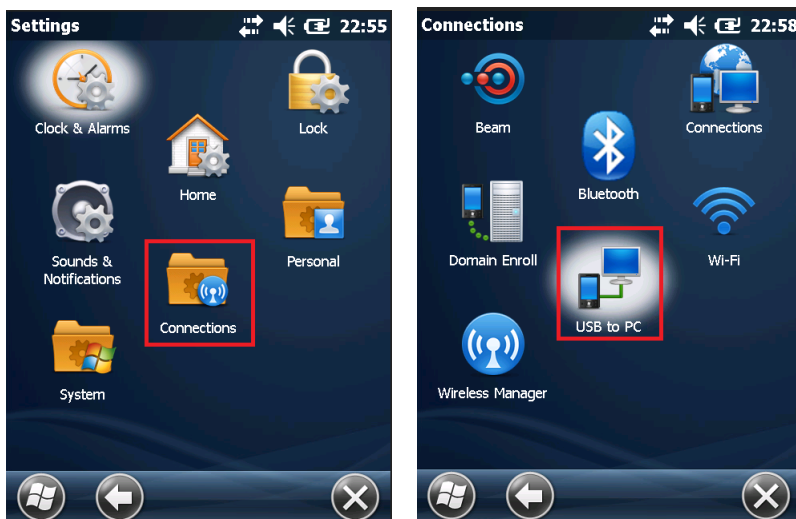 Settings
22:55
Clock & Alarms
Lock
Home
Sounds &
Notifications
Personal
Connections
System
Connections
22:58
Beam
Connections
Bluetooth
Domain Enroll
Wi-Fi
USB to PC
Wireless Manager